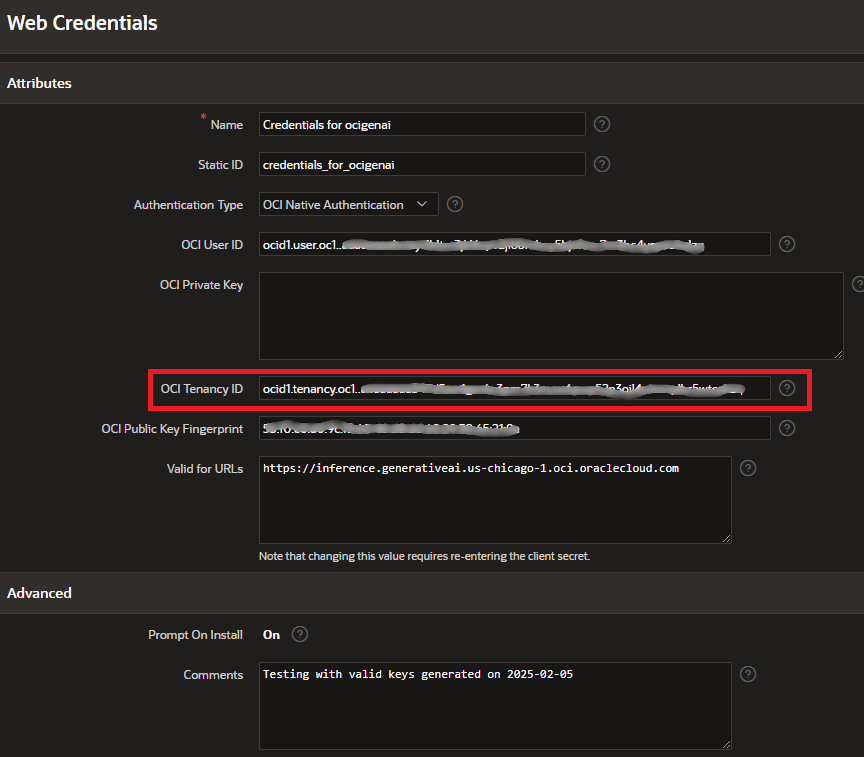 Web Credentials
Attributes
* Name Credentials for ocigenai
Static ID credentials_for_ocigenai
Authentication Type OCI Native Authentication
OCI User ID ocid1.user.oc1..
OCI Private Key
OCI Tenancy ID ocid1.tenancy.oc1..
OCI Public Key Fingerprint
Valid for URLs https://inference.generativeai.us-chicago-1.oci.oraclecloud.com
Note that changing this value requires re-entering the client secret.
Advanced
Prompt On Install On
Comments Testing with valid keys generated on 2025-02-05